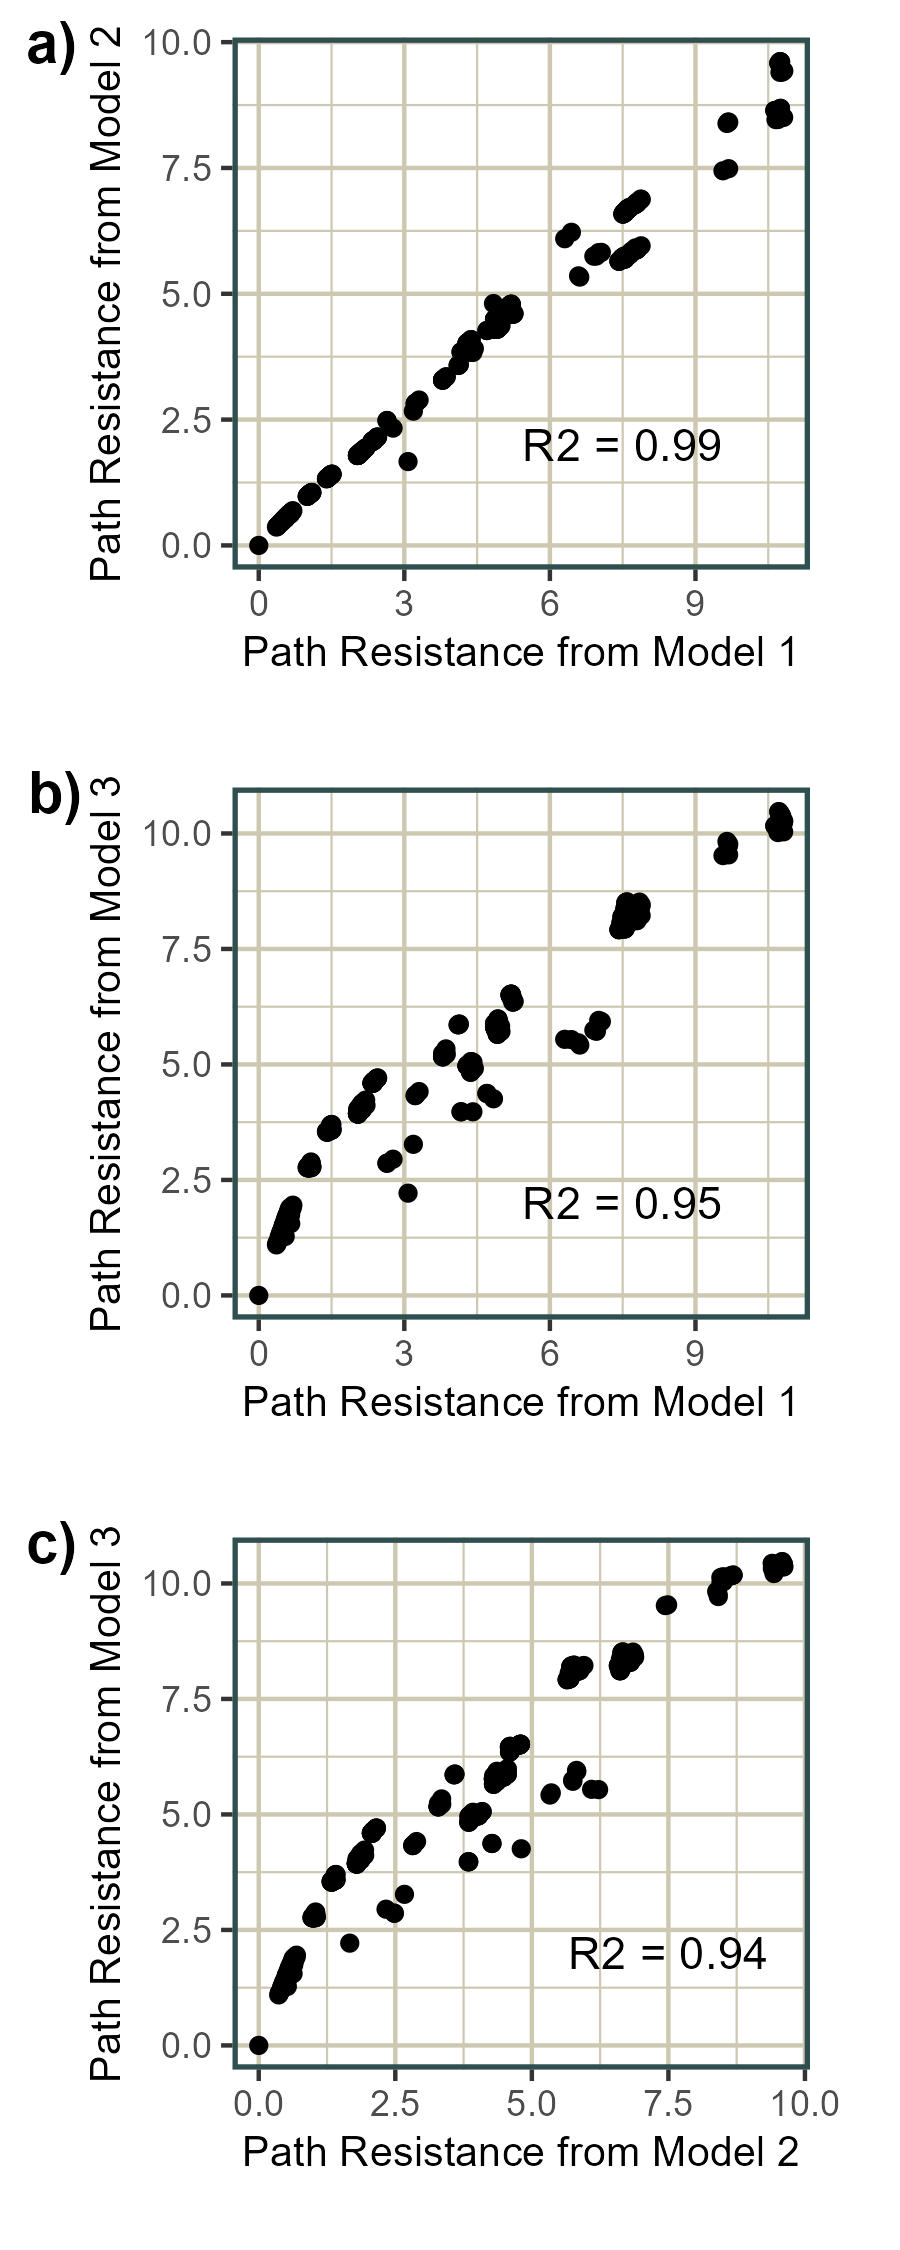 a)
Path Resistance from Model 2
10.0
7.5
5.0
2.5
0.0
R2 = 0.99
0 3 6 9
Path Resistance from Model 1
b)
Path Resistance from Model 3
10.0
7.5
5.0
2.5
0.0
R2 = 0.95
0 3 6 9
Path Resistance from Model 1
c)
Path Resistance from Model 3
10.0
7.5
5.0
2.5
0.0
R2 = 0.94
0.0 2.5 5.0 7.5 10.0
Path Resistance from Model 2